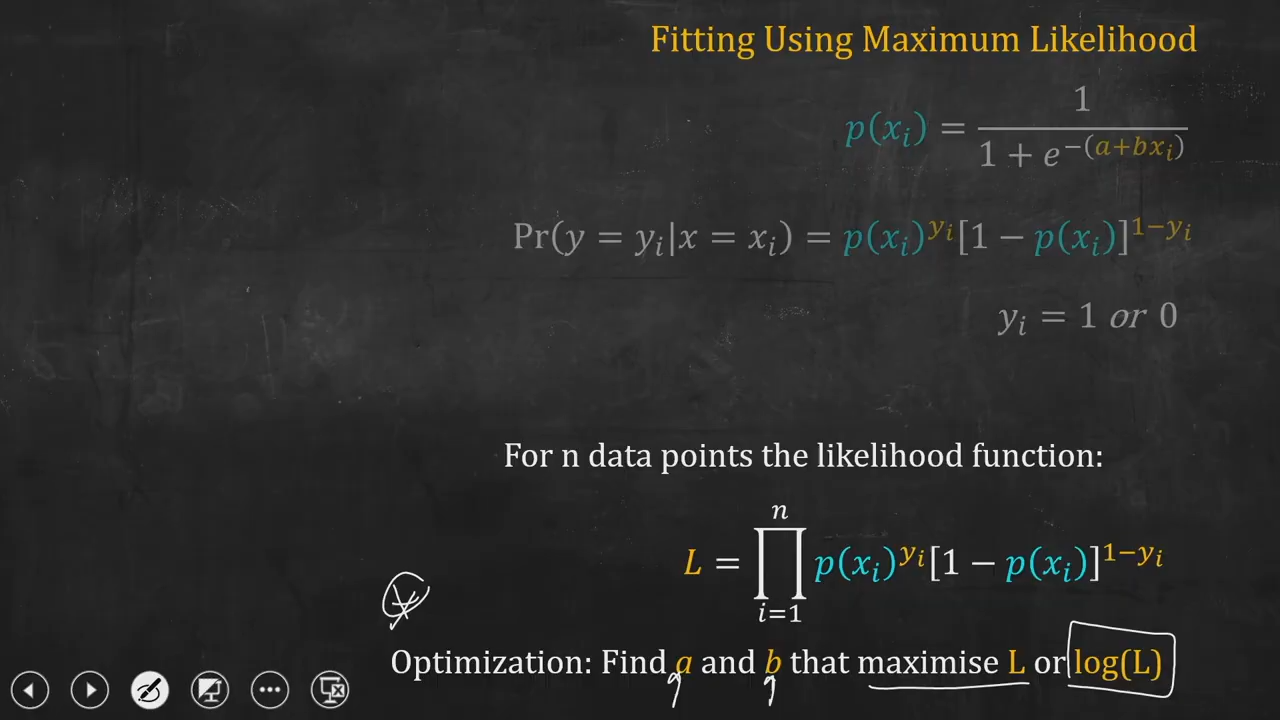 Fitting Using Maximum Likelihood
p(xᵢ) = 1 / (1 + e^−(a+bxᵢ))
Pr(y = yᵢ|x = xᵢ) = p(xᵢ)^yᵢ [1 − p(xᵢ)]^1−yᵢ
yᵢ = 1 or 0
For n data points the likelihood function:
L = ∏ᵢ₌₁ⁿ p(xᵢ)^yᵢ [1 − p(xᵢ)]^1−yᵢ
Optimization: Find a and b that maximise L or log(L)